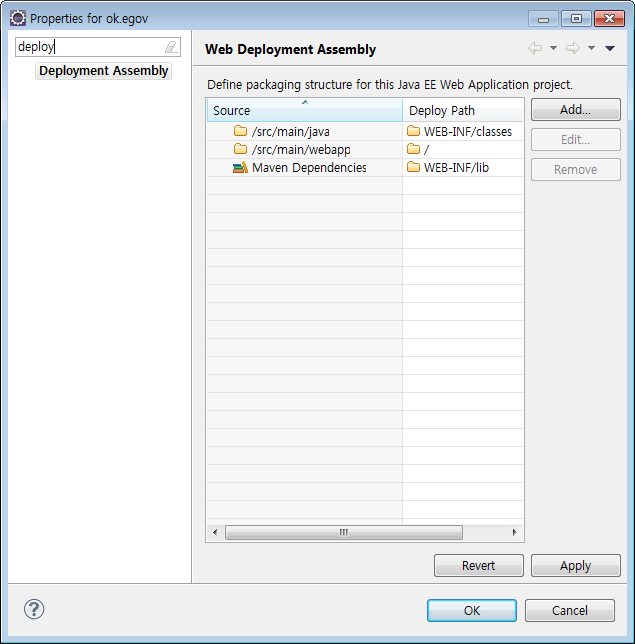 Properties for ok.egov
deploy
Deployment Assembly
Web Deployment Assembly
Define packaging structure for this Java EE Web Application project.
Source Deploy Path
/src/main/java WEB-INF/classes
/src/main/webapp /
Maven Dependencies WEB-INF/lib
Add...
Edit...
Remove
Revert Apply
OK Cancel